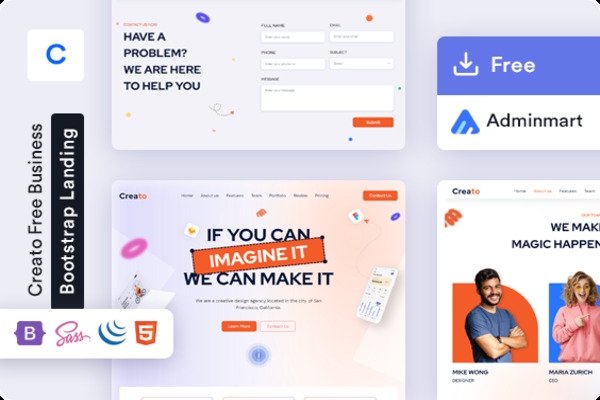 C
Creato Free Business
Bootstrap Landing
B
Sass
5
CONTACT US NOW
HAVE A
PROBLEM?
WE ARE HERE
TO HELP YOU
FULL NAME
EMAIL
PHONE
SUBJECT
MESSAGE
Submit
Free
Adminmart
Creato
Home About us Features Team Portfolio Review Pricing
Contact Us
IF YOU CAN
IMAGINE IT
WE CAN MAKE IT
We are a creative design agency located in the city of San
Francisco, California
Learn More
Contact Us
Creato
Home About us Features Team
WE MAK
MAGIC HAPPEN
MIKE WONG
DESIGNER
MARIA ZURICH
CEO